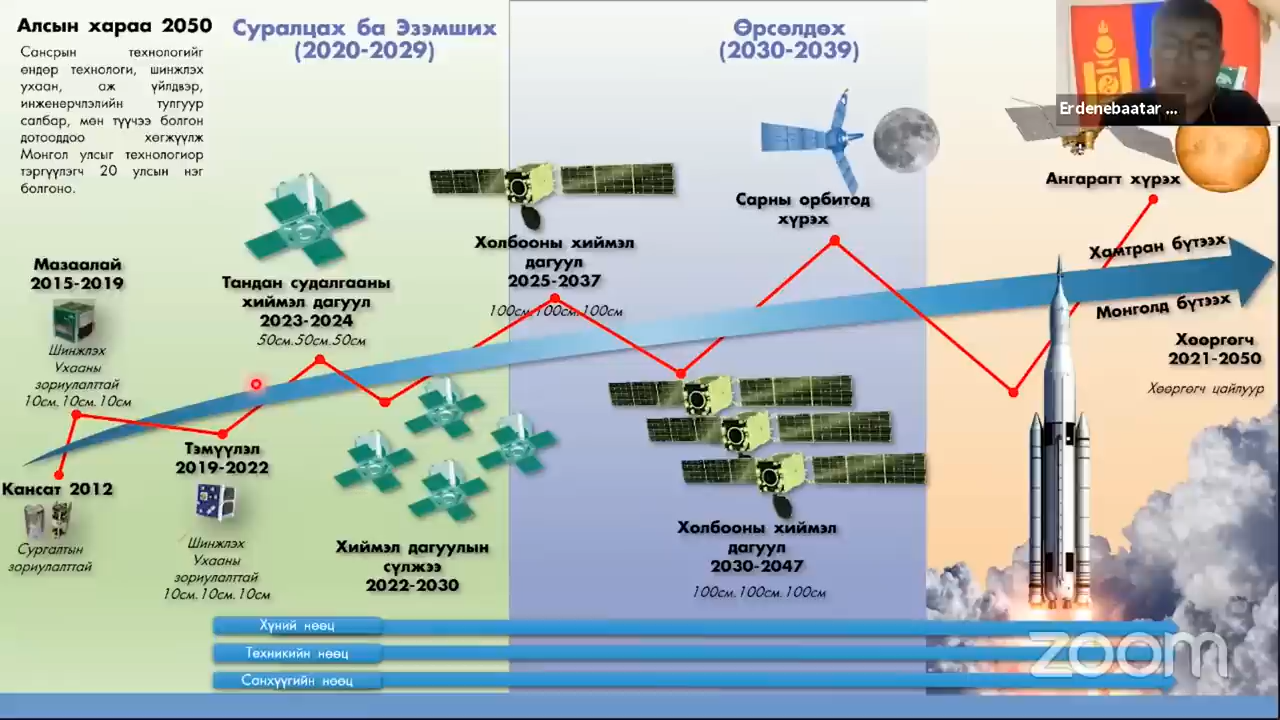 Алсын хараа 2050
Сансрын технологийг
өндөр технологи, шинжлэх
ухаан, аж үйлдвэр,
инженерчлэлийн тулгуур
салбар, мөн түүчээ болгон
дотооддоо хөгжүүлж
Монгол улсыг технологиор
тэргүүлэгч 20 улсын нэг
болгоно.
Суралцах ба Эзэмших
(2020-2029)
Өрсөлдөх
(2030-2039)
Erdenebaatar ...
Мазаалай
2015-2019
Шинжлэх
Ухааны
зориулалттай
10см.10см.10см
Кансат 2012
Сургалтын
зориулалттай
Тэмүүлэл
2019-2022
Шинжлэх
Ухааны
зориулалттай
10см.10см.10см
Тандан судалгааны
хиймэл дагуул
2023-2024
50см.50см.50см
Хиймэл дагуулын
сүлжээ
2022-2030
Холбооны хиймэл
дагуул
2025-2037
100см.100см.100см
Сарны орбитод
хүрэх
Холбооны хиймэл
дагуул
2030-2047
100см.100см.100см
Ангарагт хүрэх
Хамтран бүтээх
Монголд бүтээх
Хөөргөгч
2021-2050
Хөөргөгч цайлуур
Хүний нөөц
Техникийн нөөц
Санхүүгийн нөөц
zoom